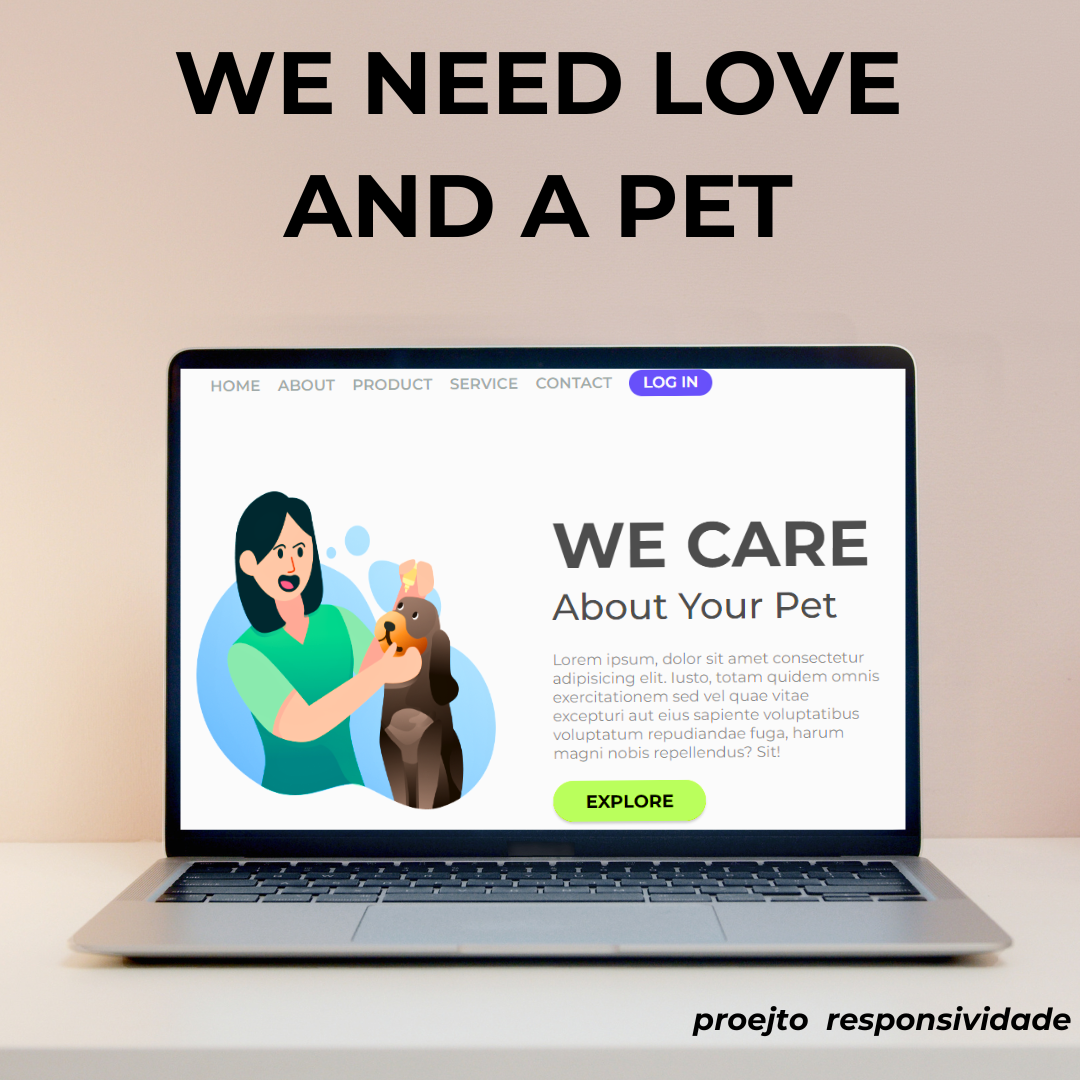 WE NEED LOVE
AND A PET
HOME ABOUT PRODUCT SERVICE CONTACT LOG IN
WE CARE
About Your Pet
Lorem ipsum, dolor sit amet consectetur
adipisicing elit. Iusto, totam quidem omnis
exercitationem sed vel quae vitae
excepturi aut eius sapiente voluptatibus
voluptatum repudiandae fuga, harum
magni nobis repellendus? Sit!
EXPLORE
proejto responsividade